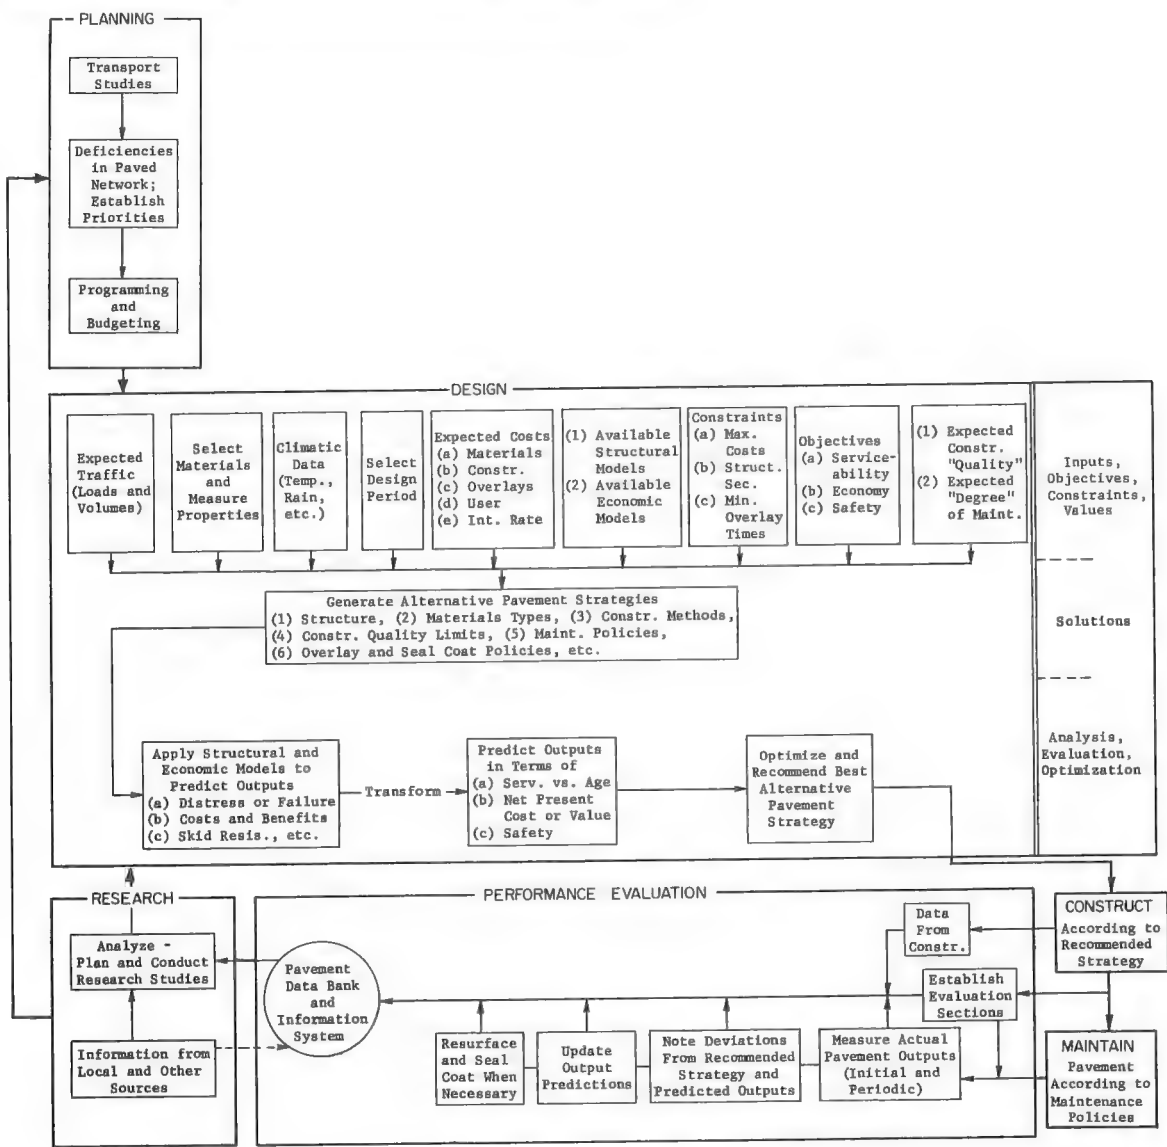 PLANNING
Transport
Studies
Deficiencies
in Paved
Network;
Establish
Priorities
Programming
and
Budgeting
DESIGN
Expected
Traffic
(Loads and
Volumes)
Select
Materials
and
Measure
Properties
Climatic
Data
(Temp.,
Rain,
etc.)
Select
Design
Period
Expected Costs
(a) Materials
(b) Constr.
(c) Overlays
(d) User
(e) Int. Rate
(1) Available
Structural
Models
(2) Available
Economic
Models
Constraints
(a) Max.
Costs
(b) Struct.
Sec.
(c) Min.
Overlay
Times
Objectives
(a) Service-
ability
(b) Economy
(c) Safety
(1) Expected
Constr.
"Quality"
(2) Expected
"Degree"
of Maint.
Inputs,
Objectives,
Constraints,
Values
Generate Alternative Pavement Strategies
(1) Structure, (2) Materials Types, (3) Constr. Methods,
(4) Constr. Quality Limits, (5) Maint. Policies,
(6) Overlay and Seal Coat Policies, etc.
Solutions
Apply Structural and
Economic Models to
Predict Outputs
(a) Distress or Failure
(b) Costs and Benefits
(c) Skid Resis., etc.
Transform
Predict Outputs
in Terms of
(a) Serv. vs. Age
(b) Net Present
Cost or Value
(c) Safety
Optimize and
Recommend Best
Alternative
Pavement
Strategy
Analysis,
Evaluation,
Optimization
RESEARCH
Analyze -
Plan and Conduct
Research Studies
Information from
Local and Other
Sources
PERFORMANCE EVALUATION
Pavement
Data Bank
and
Information
System
Data
From
Constr.
Establish
Evaluation
Sections
Resurface
and Seal
Coat When
Necessary
Update
Output
Predictions
Note Deviations
From Recommended
Strategy and
Predicted Outputs
Measure Actual
Pavement Outputs
(Initial and
Periodic)
CONSTRUCT
According to
Recommended
Strategy
MAINTAIN
Pavement
According to
Maintenance
Policies